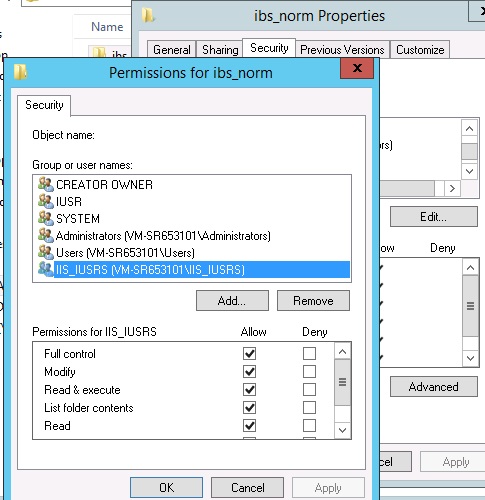 ibs_norm Properties
Name
General Sharing Security Previous Versions Customize
ibs
Permissions for ibs_norm
Security
Object name:
Group or user names:
CREATOR OWNER
IUSR
SYSTEM
Administrators (VM-SR653101\Administrators)
Users (VM-SR653101\Users)
IIS_IUSRS (VM-SR653101\IIS_IUSRS)
Edit...
Deny
Add... Remove
Permissions for IIS_IUSRS Allow Deny
Full control
Modify
Read & execute
List folder contents
Read
Advanced
OK Cancel Apply
Apply